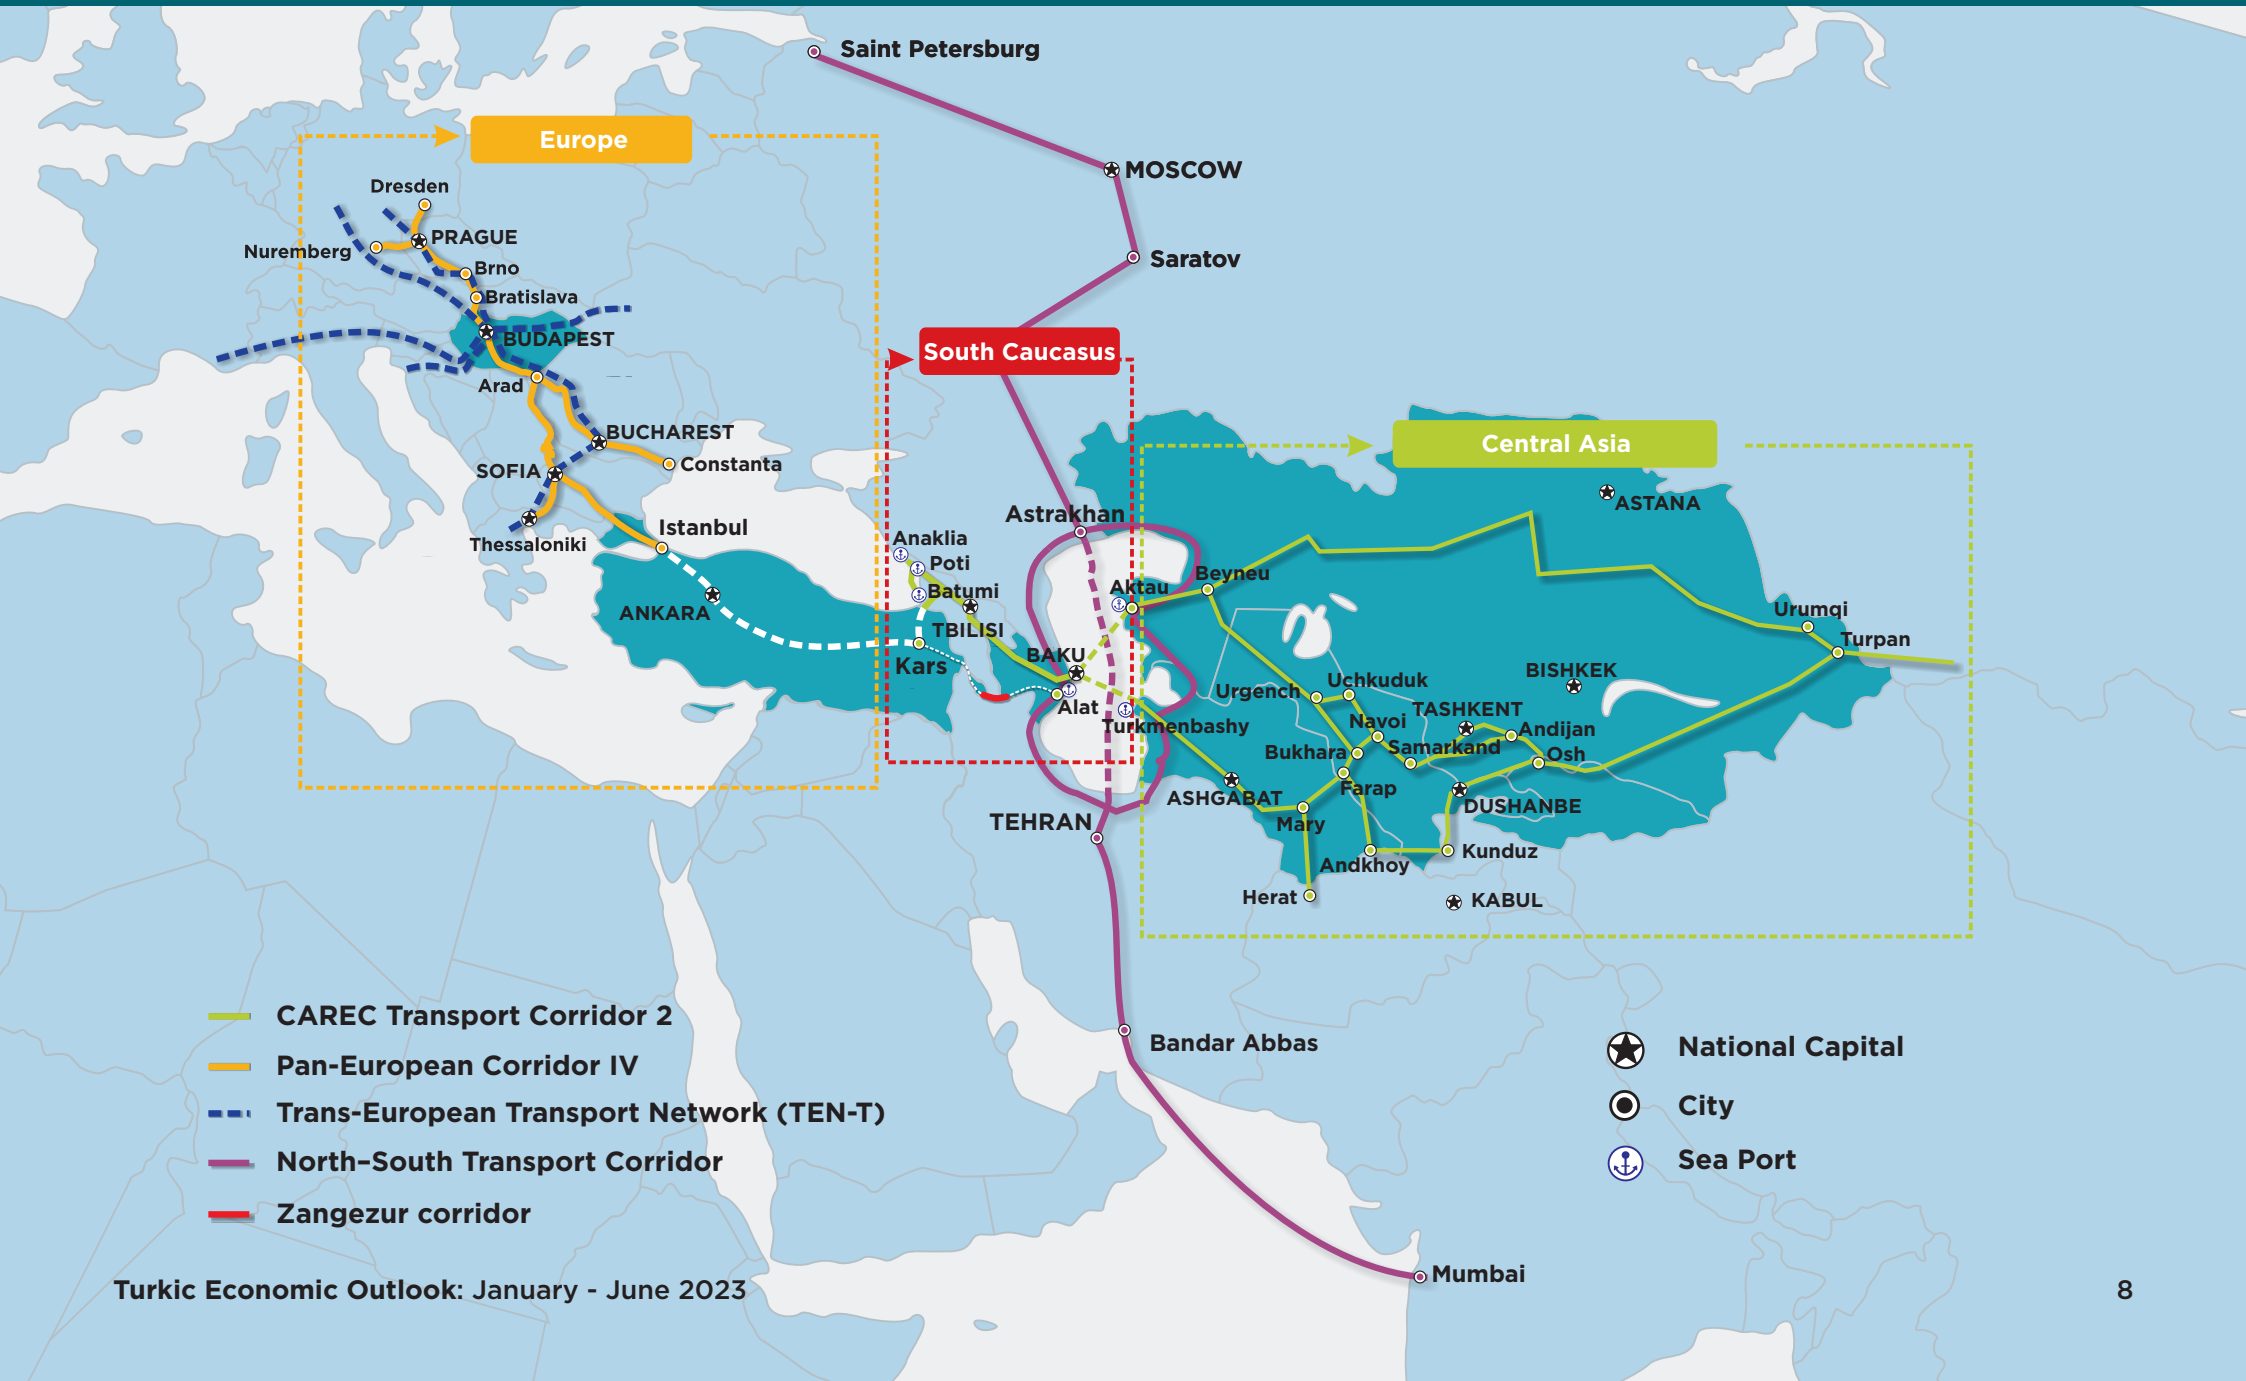 Saint Petersburg
Europe
MOSCOW
Dresden
PRAGUE
Nuremberg
Brno
Saratov
Bratislava
BUDAPEST
South Caucasus
Arad
BUCHAREST
Central Asia
SOFIA
Constanta
ASTANA
Astrakhan
Istanbul
Thessaloniki
Anaklia
Poti
Beyneu
Aktau
Batumi
ANKARA
Urumqi
TBILISI
Turpan
BAKU
Kars
BISHKEK
Uchkuduk
Urgench
Alat
TASHKENT
Navoi
Turkmenbashy
Andijan
Samarkand
Bukhara
Osh
Farap
ASHGABAT
DUSHANBE
TEHRAN
Mary
Kunduz
Andkhoy
Herat
KABUL
CAREC Transport Corridor 2
Pan-European Corridor IV
Trans-European Transport Network (TEN-T)
North–South Transport Corridor
Zangezur corridor
Bandar Abbas
National Capital
City
Sea Port
Mumbai
Turkic Economic Outlook: January - June 2023
8